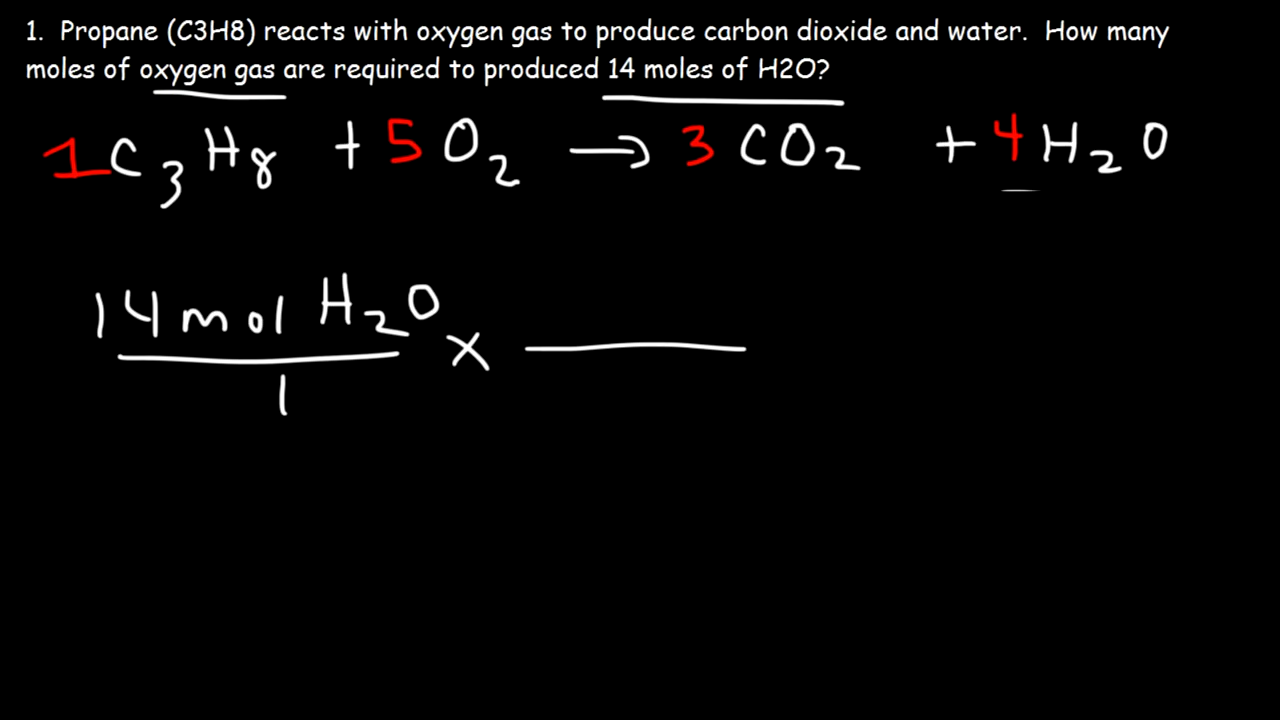 1. Propane (C3H8) reacts with oxygen gas to produce carbon dioxide and water. How many
moles of oxygen gas are required to produced 14 moles of H2O?
1C₃H₈ + 5O₂ → 3CO₂ + 4H₂O
14 mol H₂O x
1